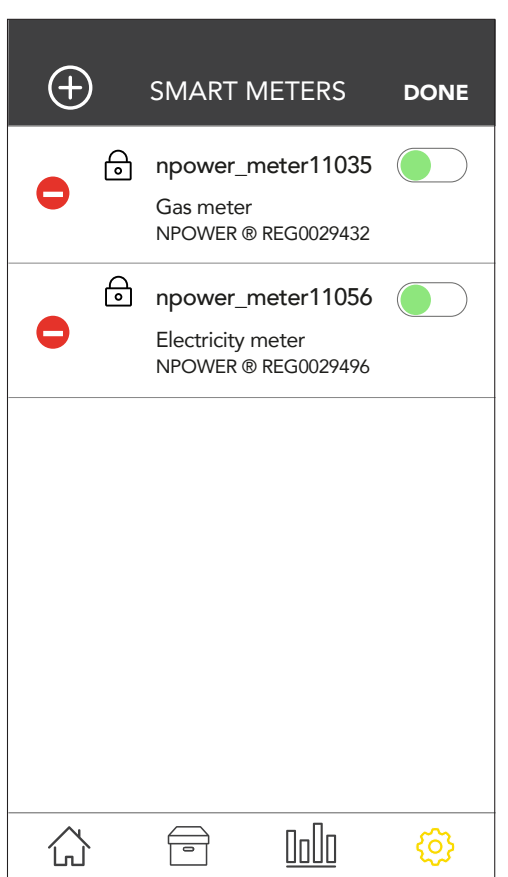 SMART METERS DONE
npower_meter11035
Gas meter
NPOWER ® REG0029432
npower_meter11056
Electricity meter
NPOWER ® REG0029496